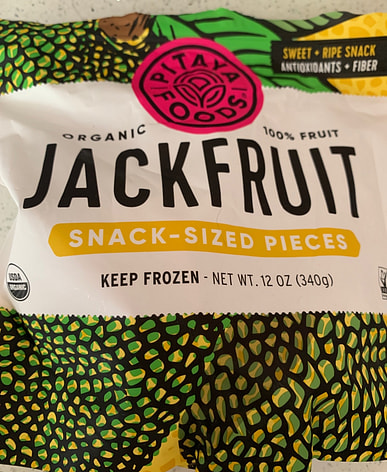 SWEET + RIPE SNACK
ANTIOXIDANTS + FIBER
PITAYA
FOODS
ORGANIC
100% FRUIT
JACKFRUIT
SNACK-SIZED PIECES
KEEP FROZEN - NET WT. 12 OZ (340g)
USDA
ORGANIC